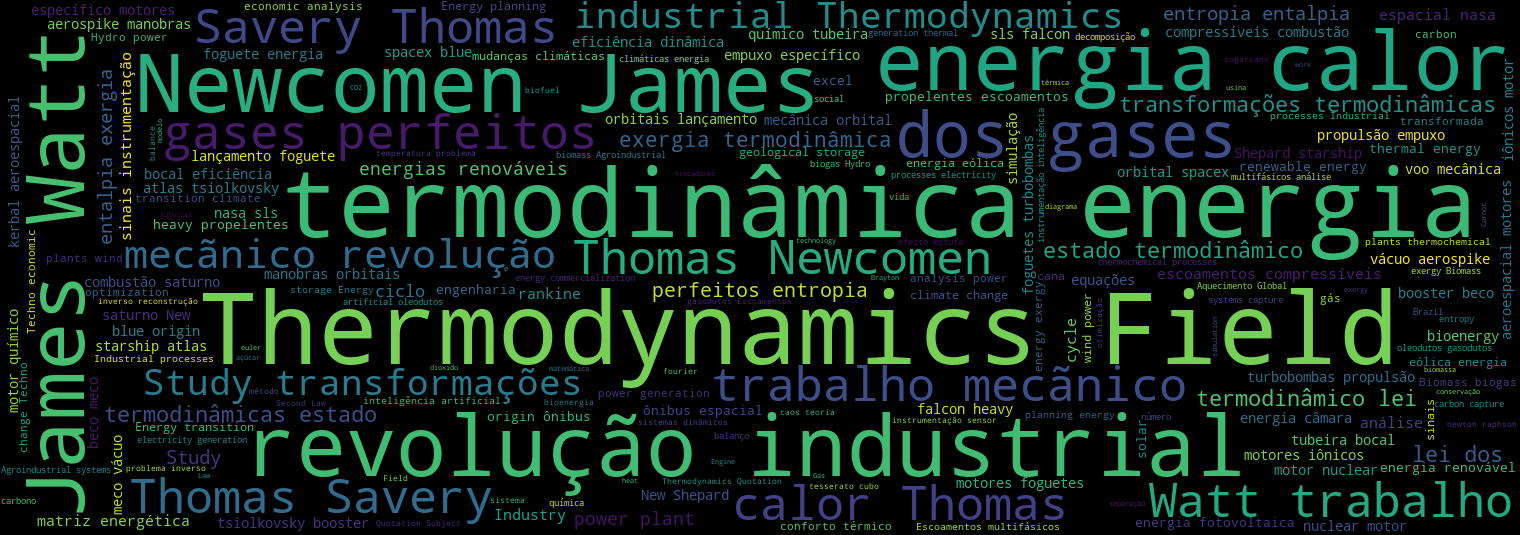 específico motores
economic analysis
Energy planning
industrial Thermodynamics
entropia entalpia
espacial nasa
aerospike manobras
Savery Thomas
químico tubeira
generation thermal
sls falcon
decomposição
compressíveis combustão
carbon
Hydro power
foguete energia
spacex blue
eficiência dinâmica
mudanças climáticas
climáticas energia
empuxo específico
energia calor
sugarcane
work
James Watt
Newcomen James
CO2
biofuel
excel
social
térmica
usina
propelentes escoamentos
transformações termodinâmicas
iônicos motor
entalpia exergia
sinais instrumentação
balance
modelo
gases perfeitos
orbitais lançamento
mecânica orbital
processes Industrial
transformada
kerbal aeroespacial
exergia termodinâmica
dos gases
simulação
propulsão empuxo
Shepard starship
thermal energy
lançamento foguete
temperatura problema
biomass Agroindustrial
geological storage
energia eólica
renewable energy
bocal eficiência
energias renováveis
biogas Hydro
processes electricity
orbital spacex
voo mecânica
atlas tsiolkovsky
trocadores
multifásicos análise
instrumentação inteligência
transition climate
termodinâmica
vida
energia
diagrama
Carnot
nasa sls
tutorial
heavy propelentes
foguetes turbobombas
mecânico revolução
technology
efeito estufa
estado termodinâmico
plants thermochemical
plants wind
Thomas Newcomen
thermochemical processes
vácuo aerospike
Techno economic
combustão saturno
manobras orbitais
energy commercialization
Brayton
analysis power
cana
escoamentos compressíveis
exergy Biomass
optimization
storage Energy
ciclo
engenharia
rankine
perfeitos entropia
climate change
equações
Aquecimento Global
inverso reconstrução
artificial oleodutos
gasodutos Escoamentos
systems capture
exergy
booster beco
saturno New
gás
Brazil
blue origin
Thermodynamics Field
energy exergy
cycle
wind power
otimização
simulation
entropy
bioenergy
starship atlas
oleodutos gasodutos
aeroespacial motores
motor químico
Industrial processes
euler
açúcar
eólica energia
biomassa
dioxido
fourier
matemática
Study transformações
trabalho mecânico
turbobombas propulsão
Biomass biogas
método
inteligência artificial
bioenergia
power generation
termodinâmico lei
conservação
carbon capture
change Techno
beco meco
termodinâmicas estado
Second Law
origin ônibus
ônibus espacial
caos teoria
falcon heavy
planning energy
número
energia câmara
newton raphson
Energy transition
sistemas dinâmicos
instrumentação sensor
análise
sinais
electricity generation
revolução industrial
balanço
solar
tubeira bocal
Study
lei dos
motores iônicos
Agroindustrial systems
problema inverso
Field
Engine
Thermodynamics Quotation
Gas
motor nuclear
energia renovável
meco vácuo
motores foguetes
heat
tesserato cubo
carbono
Law
Thomas Savery
sistema
química
New Shepard
calor Thomas
separação
Watt trabalho
Industry
matriz energética
tsiolkovsky booster
Quotation Subject
power plant
conforto térmico
Escoamentos multifásicos
energia fotovoltaica
nuclear motor